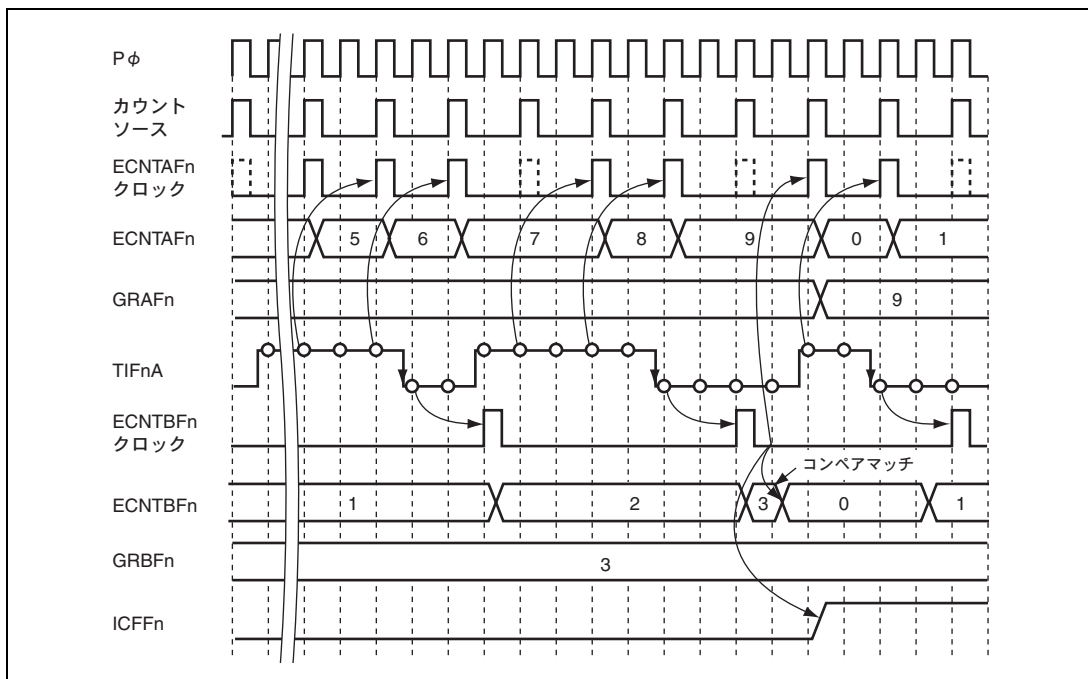 Pφ
カウント
ソース
ECNTAFn
クロック
ECNTAFn
5 6 7 8 9 0 1
GRAFn
9
TIFnA
ECNTBFn
クロック
コンペアマッチ
ECNTBFn
1 2 3 0 1
GRBFn
3
ICFFn